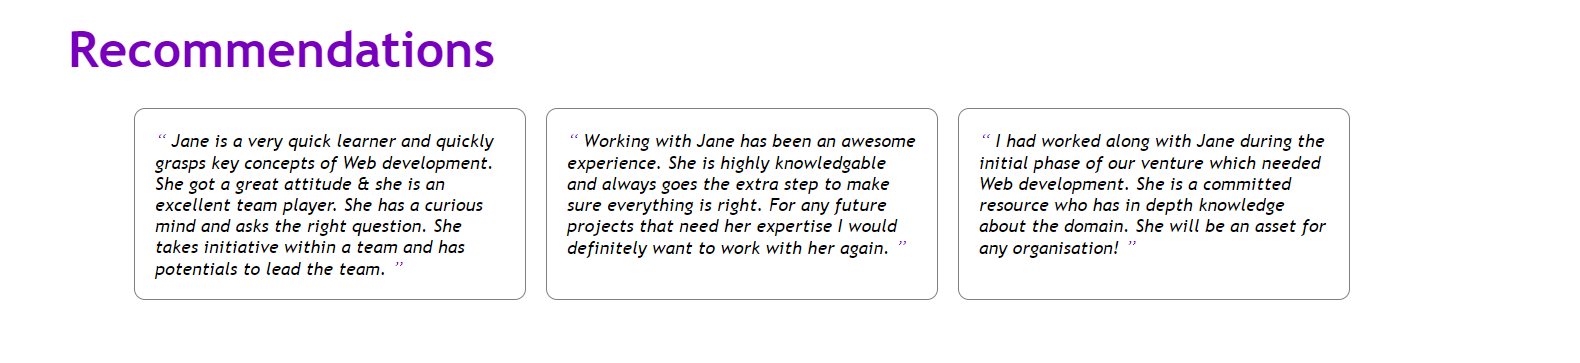 Recommendations
“ Jane is a very quick learner and quickly
grasps key concepts of Web development.
She got a great attitude & she is an
excellent team player. She has a curious
mind and asks the right question. She
takes initiative within a team and has
potentials to lead the team. ”
“ Working with Jane has been an awesome
experience. She is highly knowledgable
and always goes the extra step to make
sure everything is right. For any future
projects that need her expertise I would
definitely want to work with her again. ”
“ I had worked along with Jane during the
initial phase of our venture which needed
Web development. She is a committed
resource who has in depth knowledge
about the domain. She will be an asset for
any organisation! ”